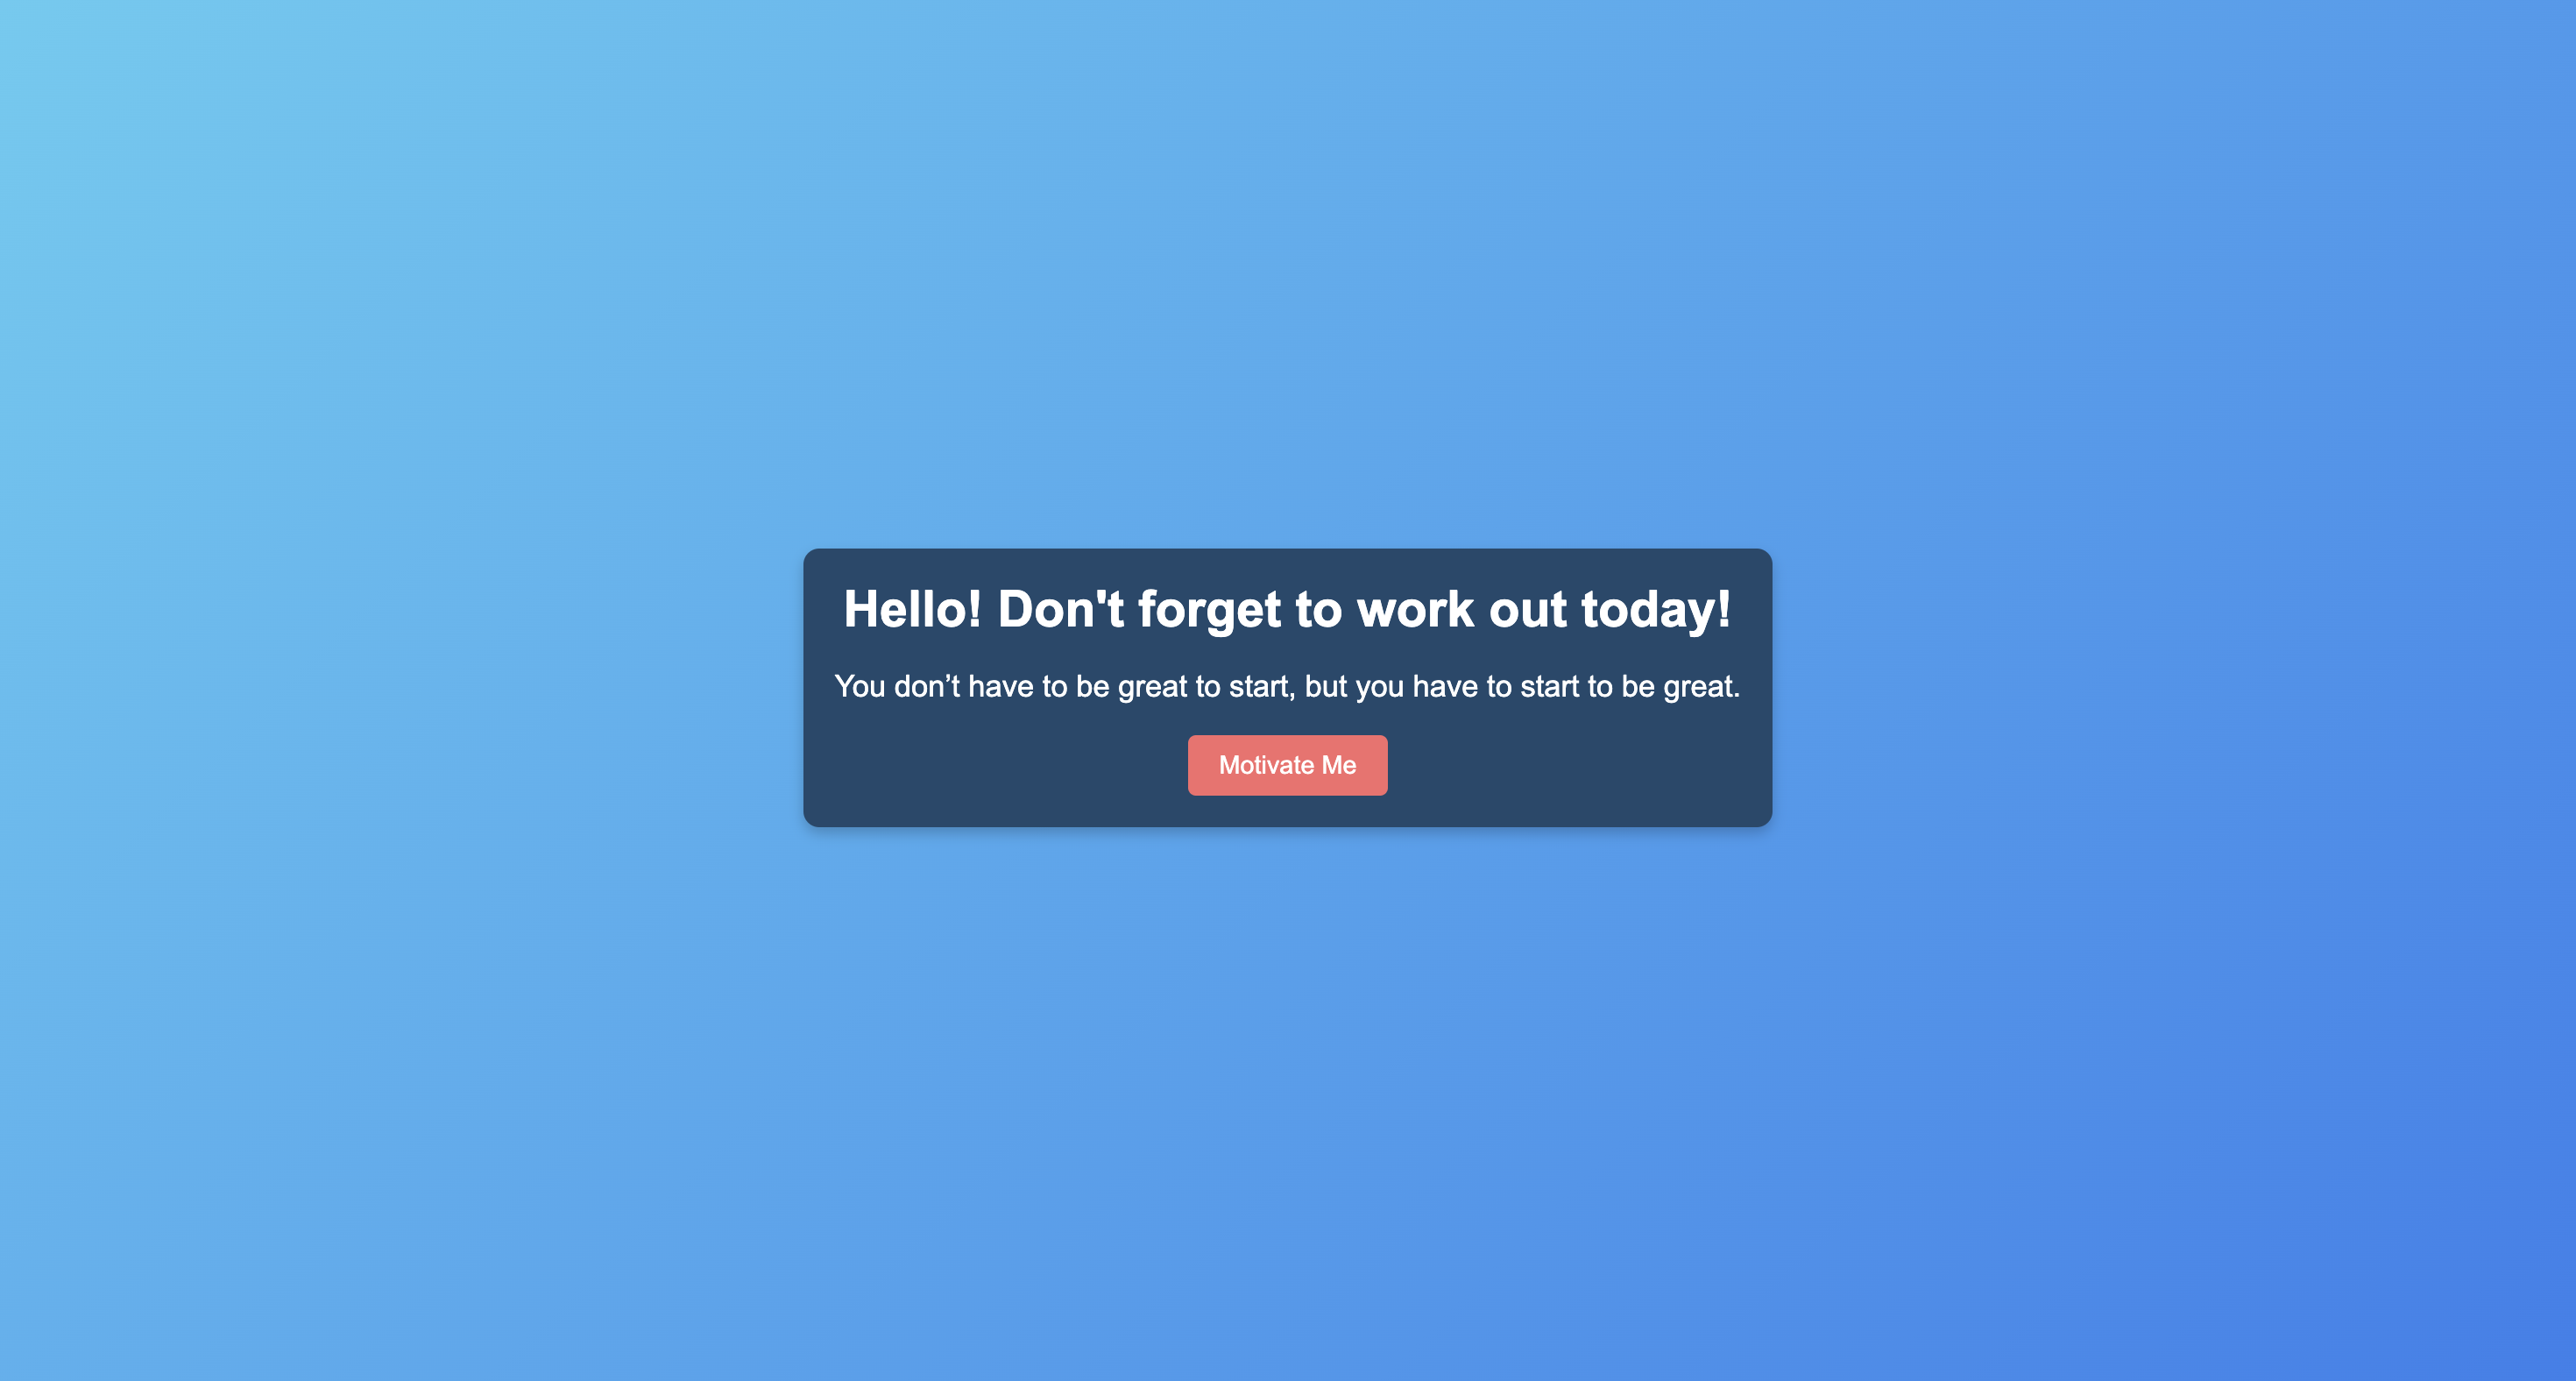 Hello! Don't forget to work out today!
You don’t have to be great to start, but you have to start to be great.
Motivate Me